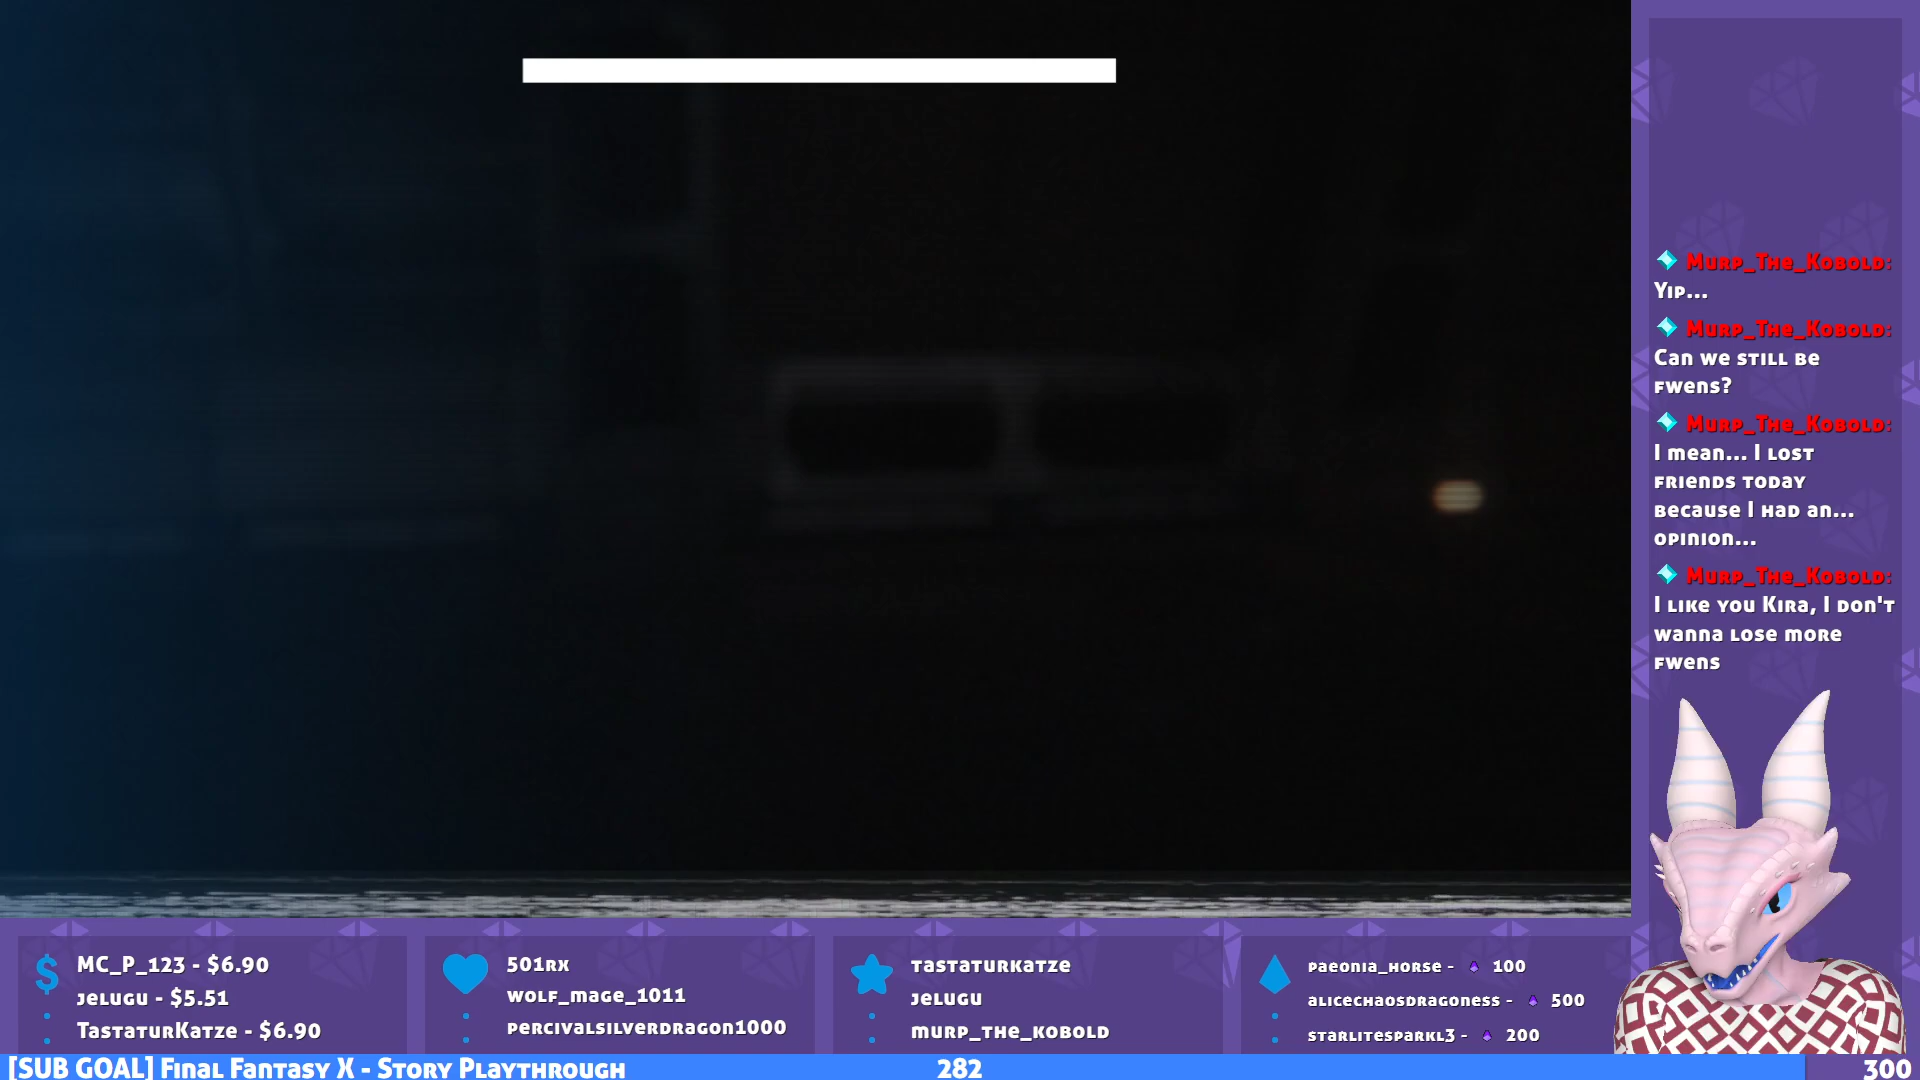 Murp_The_Kobold:
Yip...
Murp_The_Kobold:
Can we still be
fwens?
Murp_The_Kobold:
I mean... I lost
friends today
because I had an...
opinion...
Murp_The_Kobold:
I like you Kira, I don't
wanna lose more
fwens
MC_P_123 - $6.90
jelugu - $5.51
TastaturKatze - $6.90
501rx
wolf_mage_1011
percivalsilverdragon1000
tastaturkatze
jelugu
murp_the_kobold
paeonia_horse - 100
alicechaosdragoness - 500
starlitesparkl3 - 200
[SUB GOAL] Final Fantasy X - Story Playthrough 282 300